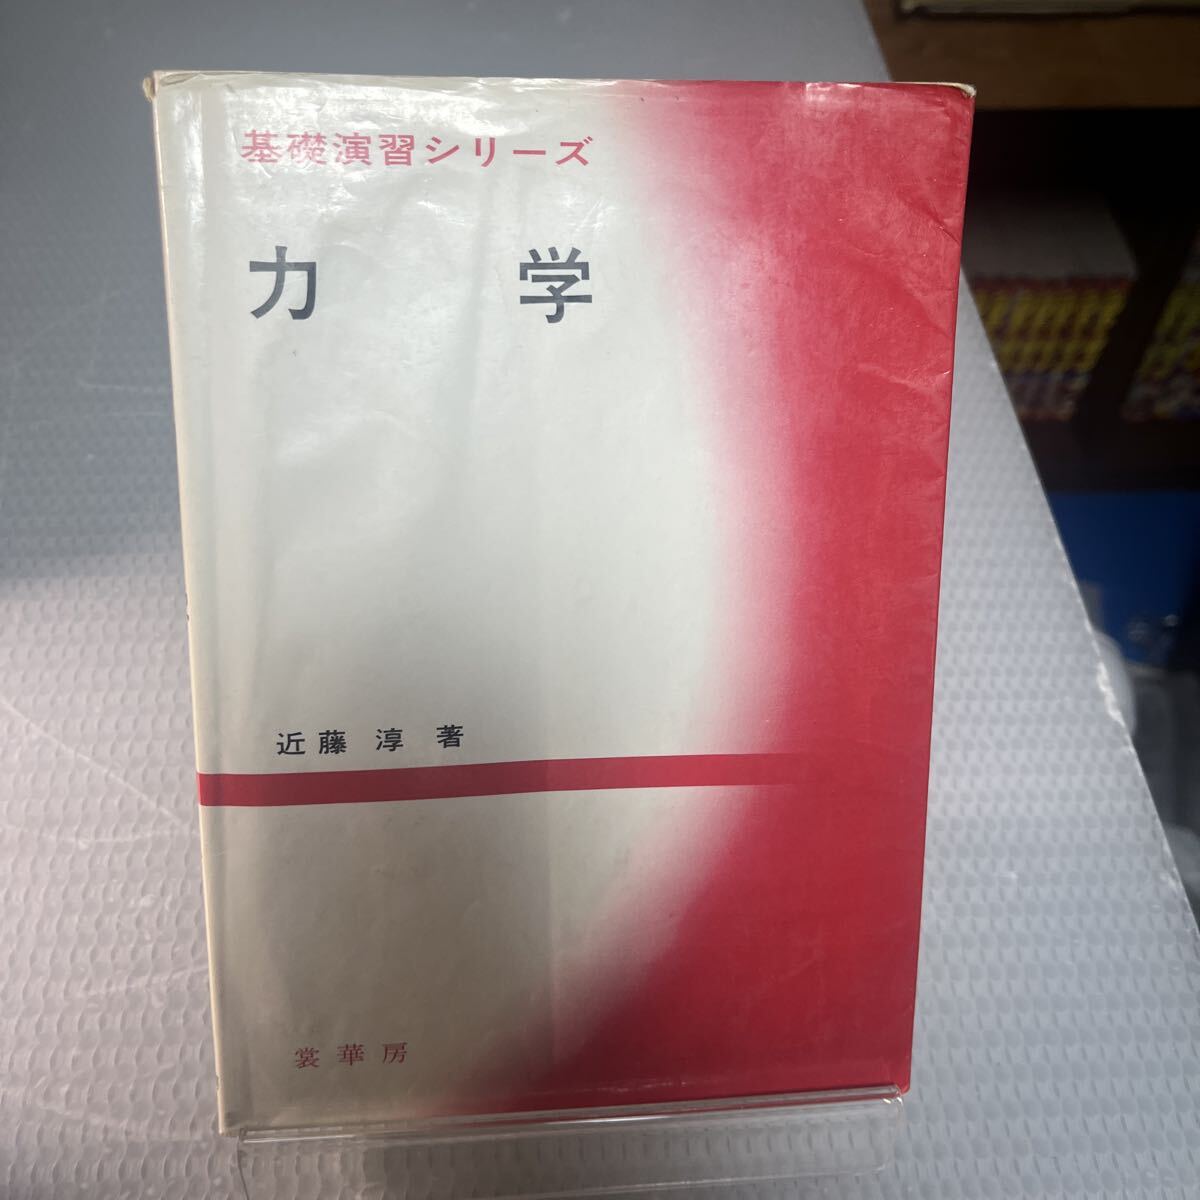 基礎演習シリーズ
力 学
近藤 淳 著
裳華房